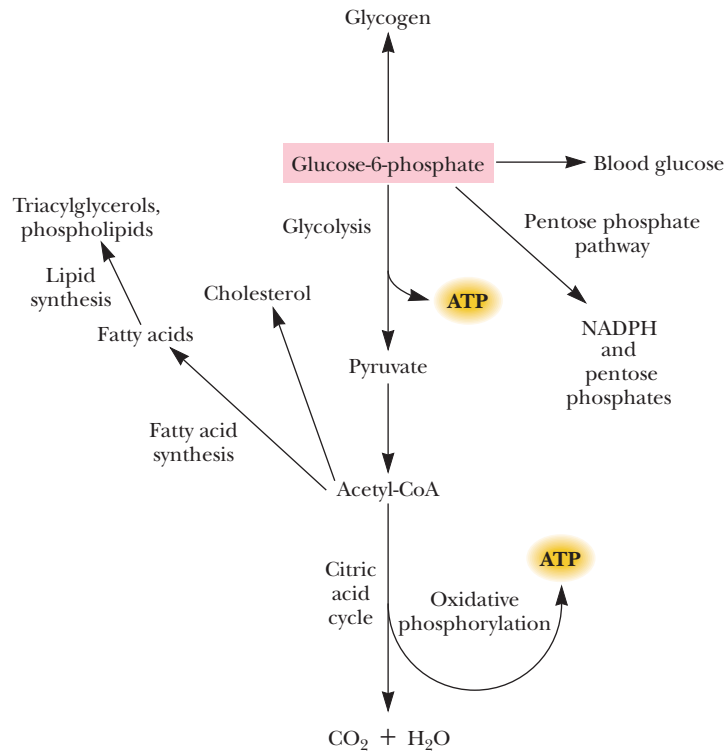 Glycogen
Glucose-6-phosphate
Blood glucose
Triacylglycerols,
phospholipids
Glycolysis
Pentose phosphate
pathway
Lipid
synthesis
Cholesterol
ATP
Fatty acids
NADPH
and
pentose
phosphates
Pyruvate
Fatty acid
synthesis
Acetyl-CoA
Citric
acid
cycle
Oxidative
phosphorylation
ATP
CO₂ + H₂O